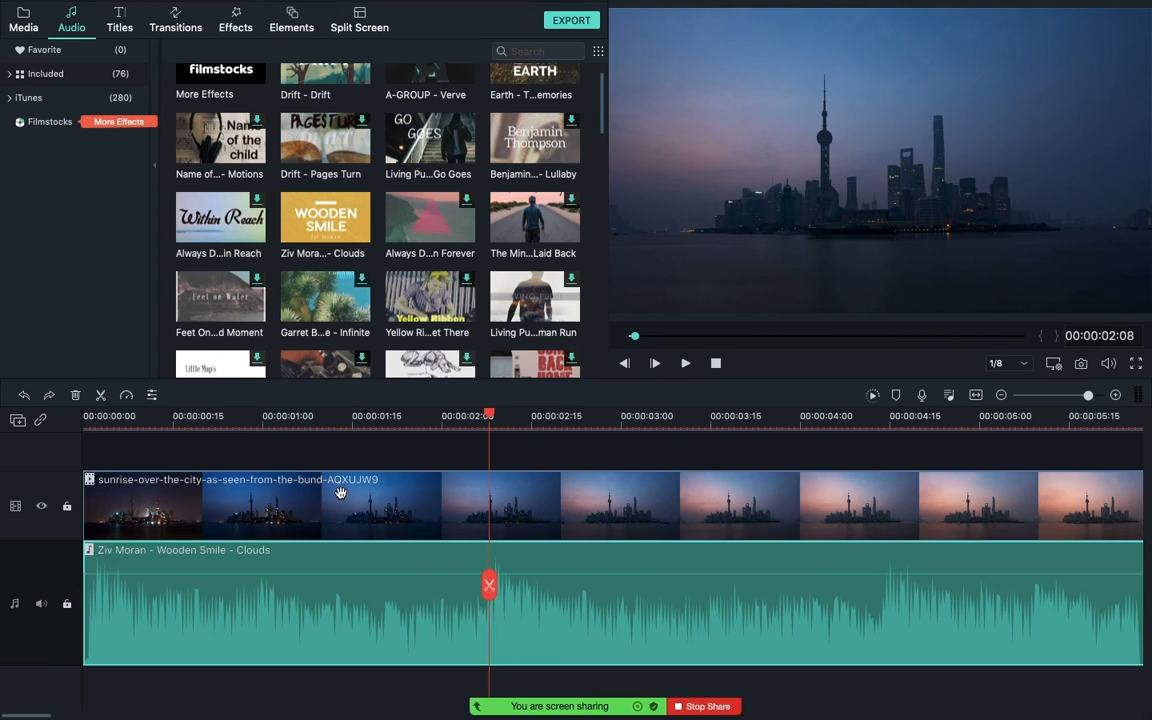 Media Audio Titles Transitions Effects Elements Split Screen EXPORT
Favorite (0)
Included (76)
iTunes (280)
Filmstocks More Effects
Search
filmstocks
EARTH
More Effects Drift - Drift A-GROUP - Verve Earth - T...emories
Name of the child
PAGES TURN
GO GOES
Benjamin Thompson
Name of...- Motions Drift - Pages Turn Living Pu...Go Goes Benjamin...- Lullaby
Within Reach
WOODEN SMILE
Always D...in Reach Ziv Mora...- Clouds Always D...n Forever The Min...Laid Back
Feet on Water
Yellow Ribbon
Feet On...d Moment Garret B...e - Infinite Yellow Ri...et There Living Pu...man Run
Little Map's
BACK
00:00:02:08
1/8
00:00:00:00 00:00:00:15 00:00:01:00 00:00:01:15 00:00:02:0 00:00:02:15 00:00:03:00 00:00:03:15 00:00:04:00 00:00:04:15 00:00:05:00 00:00:05:15
sunrise-over-the-city-as-seen-from-the-bund-AQXUJW9
Ziv Moran - Wooden Smile - Clouds
You are screen sharing Stop Share